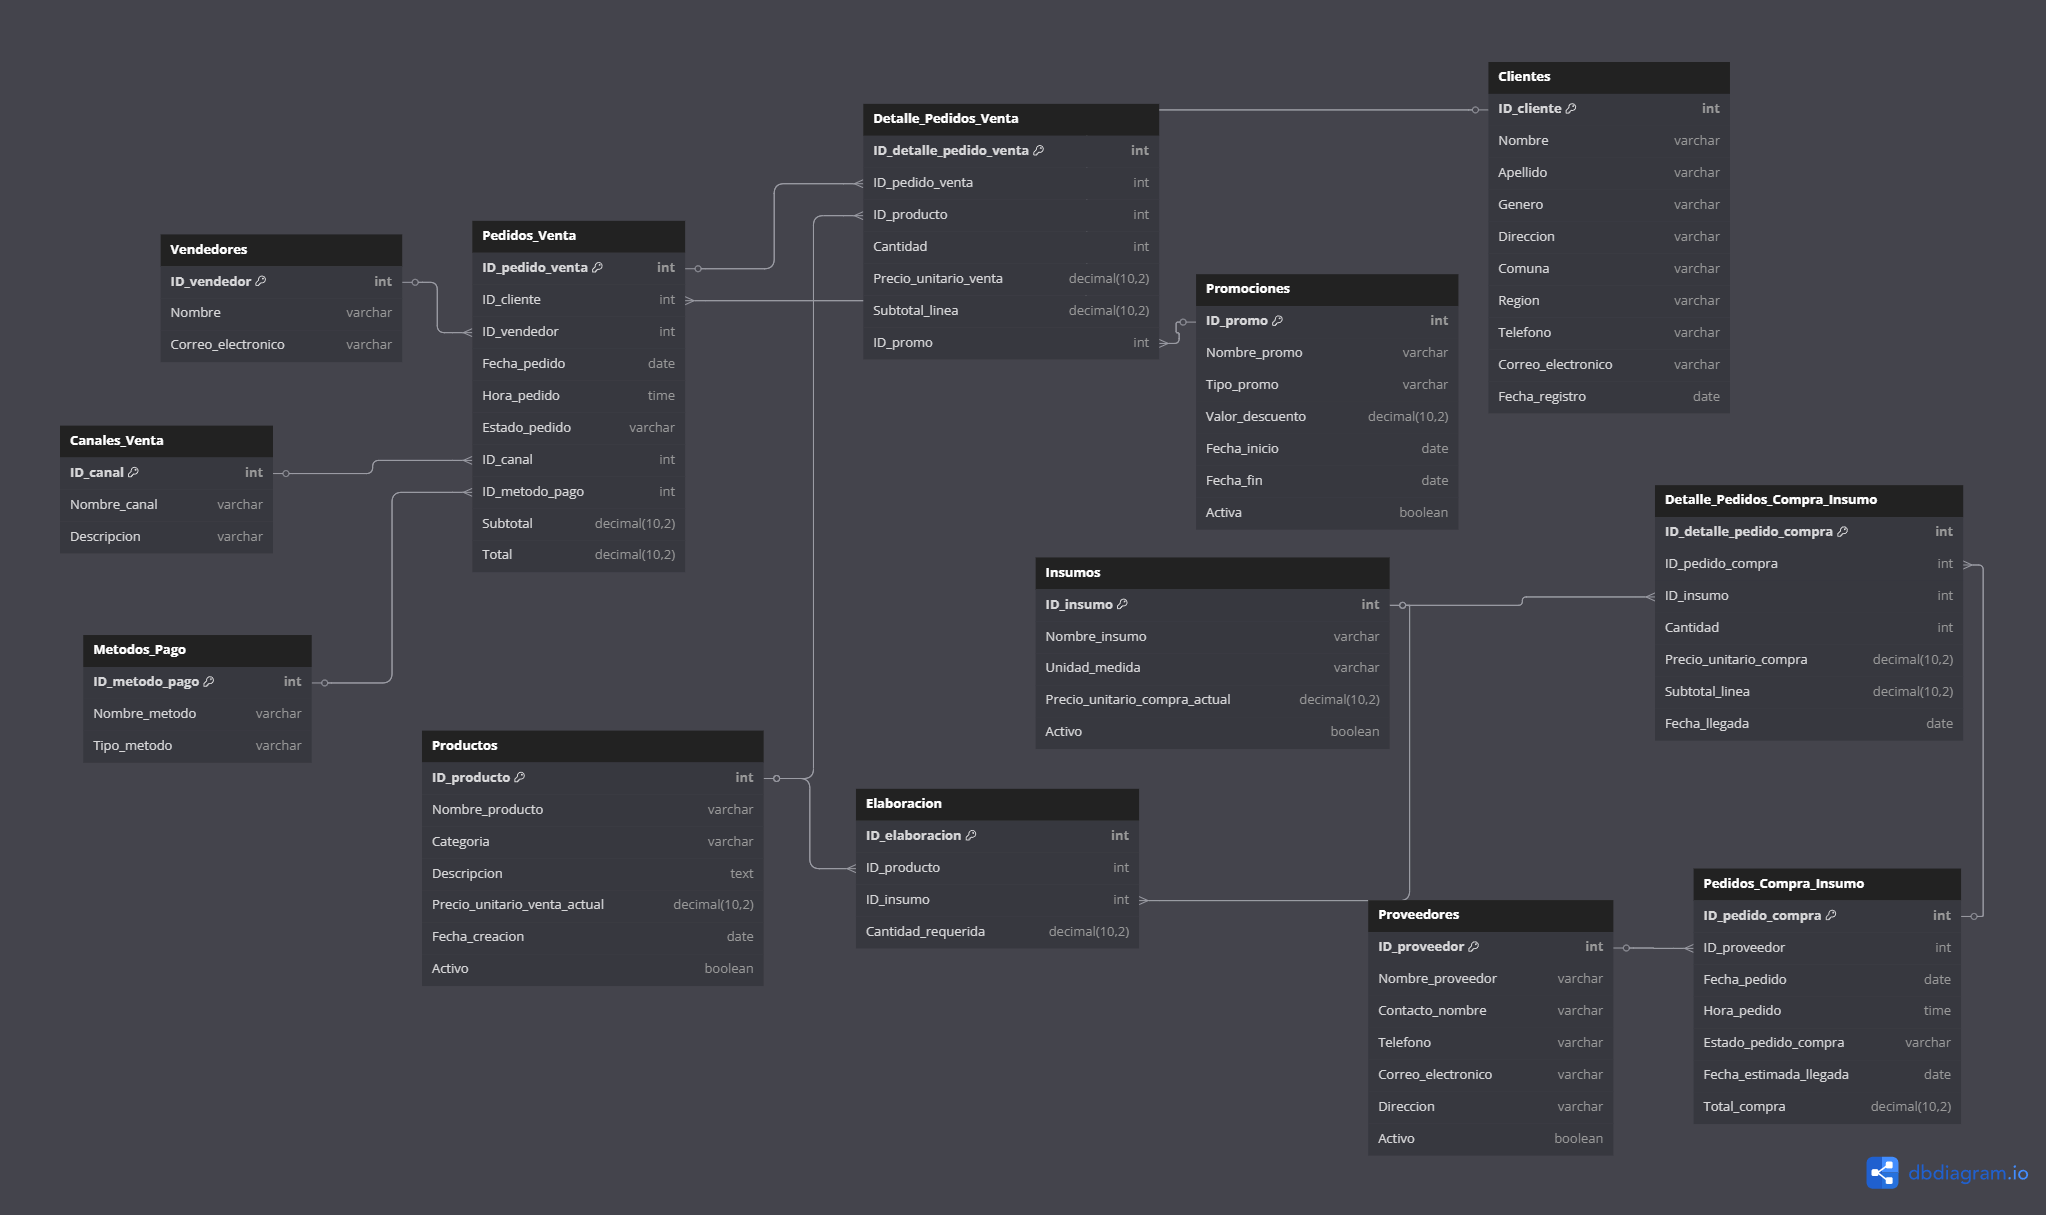 Clientes
ID_cliente int
Nombre varchar
Apellido varchar
Genero varchar
Direccion varchar
Comuna varchar
Region varchar
Telefono varchar
Correo_electronico varchar
Fecha_registro date
Detalle_Pedidos_Venta
ID_detalle_pedido_venta int
ID_pedido_venta int
ID_producto int
Cantidad int
Precio_unitario_venta decimal(10,2)
Subtotal_linea decimal(10,2)
ID_promo int
Vendedores
ID_vendedor int
Nombre varchar
Correo_electronico varchar
Pedidos_Venta
ID_pedido_venta int
ID_cliente int
ID_vendedor int
Fecha_pedido date
Hora_pedido time
Estado_pedido varchar
ID_canal int
ID_metodo_pago int
Subtotal decimal(10,2)
Total decimal(10,2)
Promociones
ID_promo int
Nombre_promo varchar
Tipo_promo varchar
Valor_descuento decimal(10,2)
Fecha_inicio date
Fecha_fin date
Activa boolean
Canales_Venta
ID_canal int
Nombre_canal varchar
Descripcion varchar
Detalle_Pedidos_Compra_Insumo
ID_detalle_pedido_compra int
ID_pedido_compra int
ID_insumo int
Cantidad int
Precio_unitario_compra decimal(10,2)
Subtotal_linea decimal(10,2)
Fecha_llegada date
Insumos
ID_insumo int
Nombre_insumo varchar
Unidad_medida varchar
Precio_unitario_compra_actual decimal(10,2)
Activo boolean
Metodos_Pago
ID_metodo_pago int
Nombre_metodo varchar
Tipo_metodo varchar
Productos
ID_producto int
Nombre_producto varchar
Categoria varchar
Descripcion text
Precio_unitario_venta_actual decimal(10,2)
Fecha_creacion date
Activo boolean
Elaboracion
ID_elaboracion int
ID_producto int
ID_insumo int
Cantidad_requerida decimal(10,2)
Proveedores
ID_proveedor int
Nombre_proveedor varchar
Contacto_nombre varchar
Telefono varchar
Correo_electronico varchar
Direccion varchar
Activo boolean
Pedidos_Compra_Insumo
ID_pedido_compra int
ID_proveedor int
Fecha_pedido date
Hora_pedido time
Estado_pedido_compra varchar
Fecha_estimada_llegada date
Total_compra decimal(10,2)
dbdiagram.io